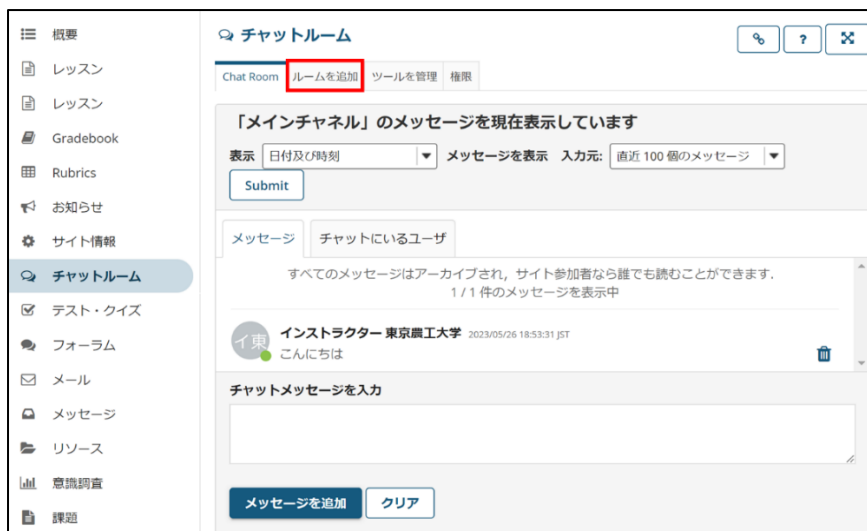 概要
レッスン
レッスン
Gradebook
Rubrics
お知らせ
サイト情報
チャットルーム
テスト・クイズ
フォーラム
メール
メッセージ
リソース
意識調査
課題
チャットルーム
?
Chat Room ルームを追加 ツールを管理 権限
「メインチャネル」のメッセージを現在表示しています
表示 日付及び時刻 メッセージを表示 入力元: 直近 100 個のメッセージ
Submit
メッセージ チャットにいるユーザ
すべてのメッセージはアーカイブされ，サイト参加者なら誰でも読むことができます．
1 / 1 件のメッセージを表示中
イ東 インストラクター 東京農工大学 2023/05/26 18:53:31 JST
こんにちは
チャットメッセージを入力
メッセージを追加 クリア